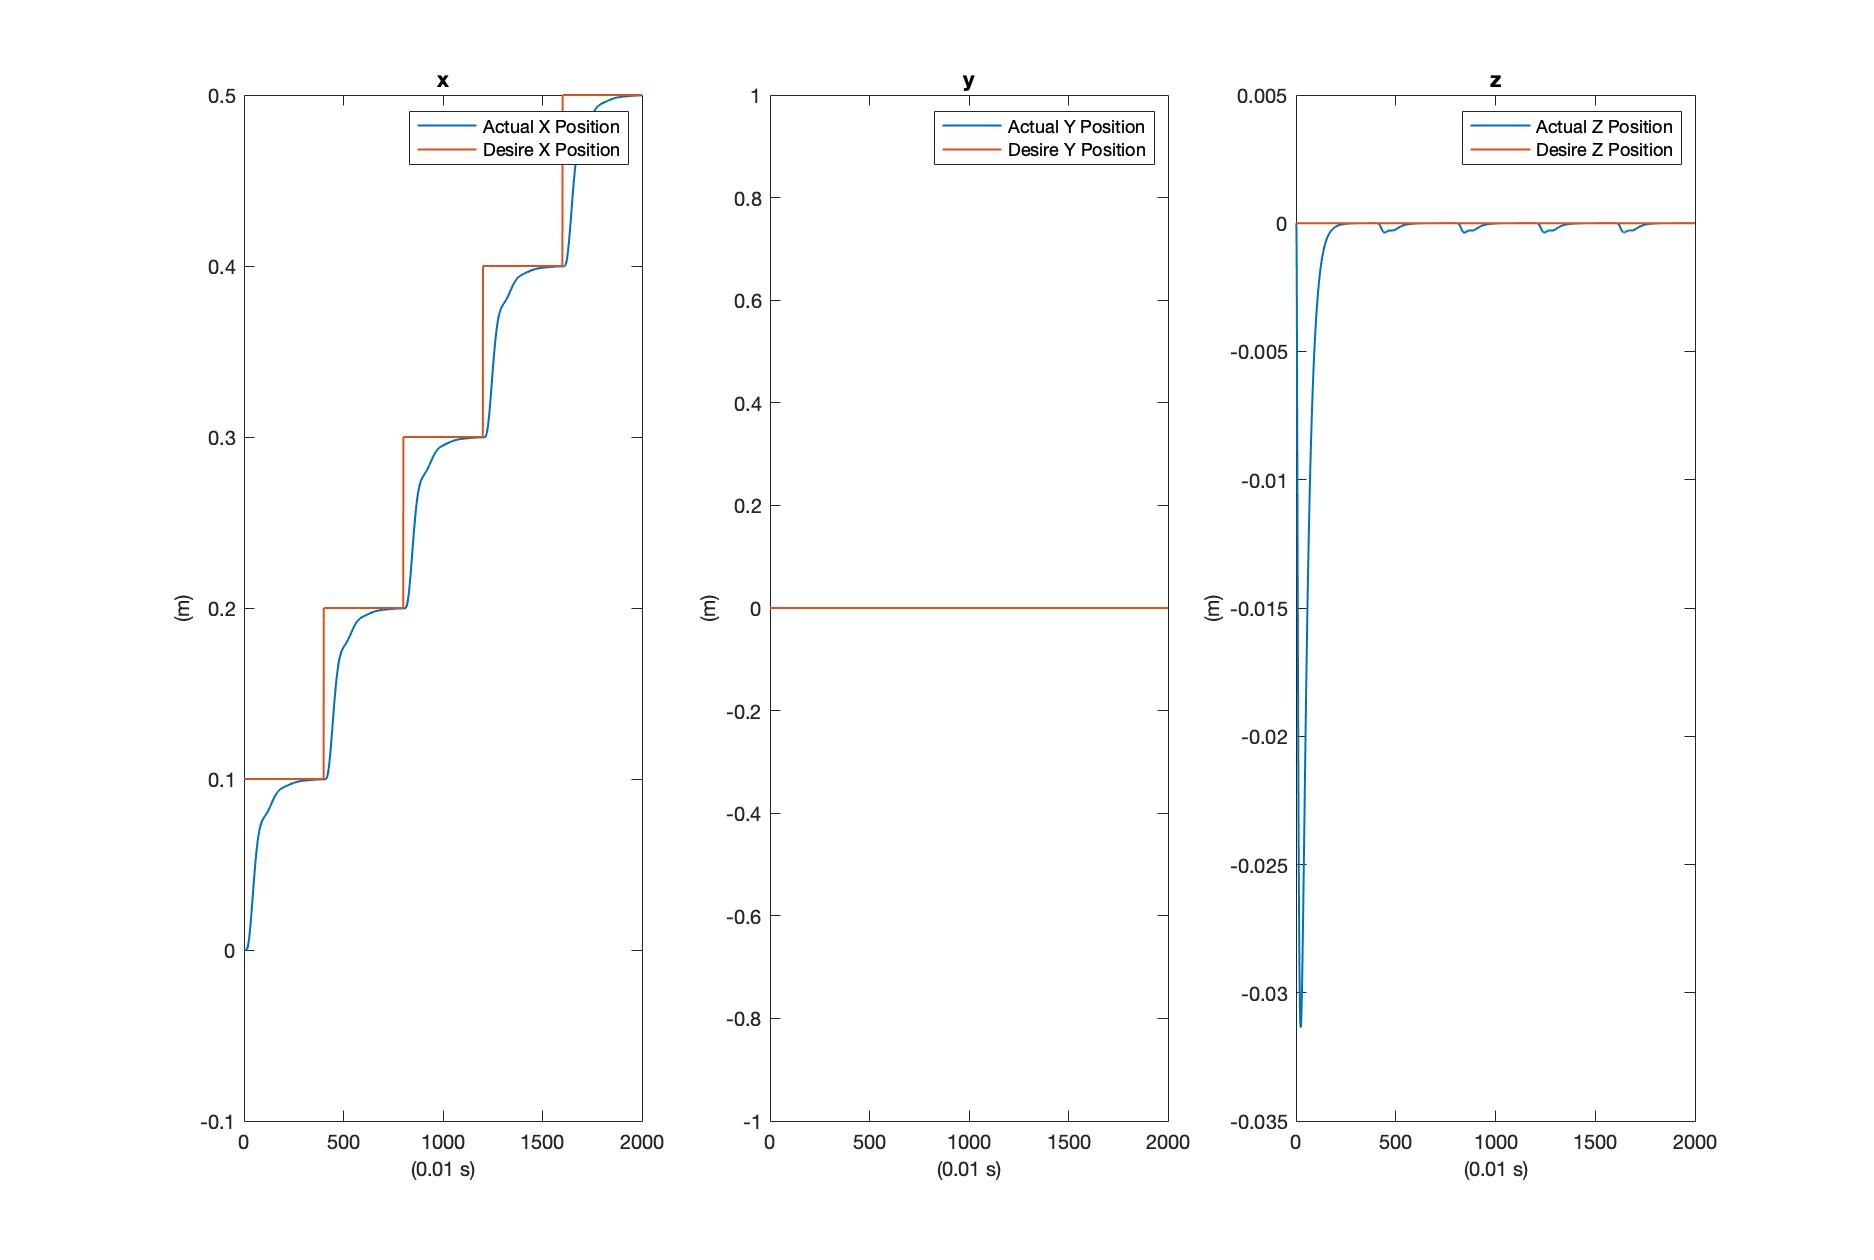 x
0.5
0.4
0.3
0.2
0.1
0
-0.1
(m)
0
500
1000
1500
2000
(0.01 s)
Actual X Position
Desire X Position
y
1
0.8
0.6
0.4
0.2
0
-0.2
-0.4
-0.6
-0.8
-1
(m)
0
500
1000
1500
2000
(0.01 s)
Actual Y Position
Desire Y Position
z
0.005
0
-0.005
-0.01
-0.015
-0.02
-0.025
-0.03
-0.035
(m)
0
500
1000
1500
2000
(0.01 s)
Actual Z Position
Desire Z Position